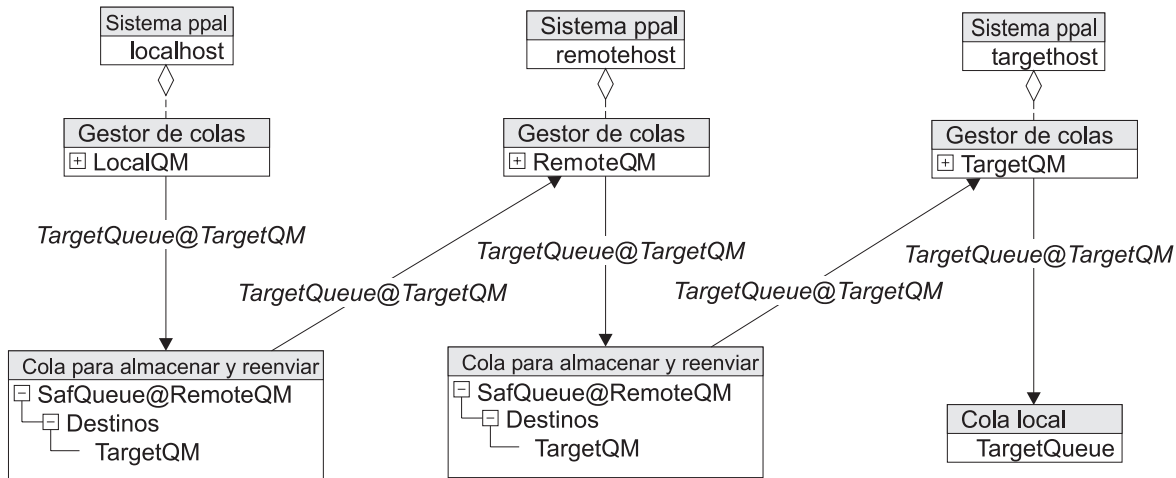 Sistema ppal
localhost
Sistema ppal
remotehost
Sistema ppal
targethost
Gestor de colas
LocalQM
Gestor de colas
RemoteQM
Gestor de colas
TargetQM
TargetQueue@TargetQM
TargetQueue@TargetQM
TargetQueue@TargetQM
TargetQueue@TargetQM
TargetQueue@TargetQM
Cola para almacenar y reenviar
SafQueue@RemoteQM
Destinos
TargetQM
Cola para almacenar y reenviar
SafQueue@RemoteQM
Destinos
TargetQM
Cola local
TargetQueue